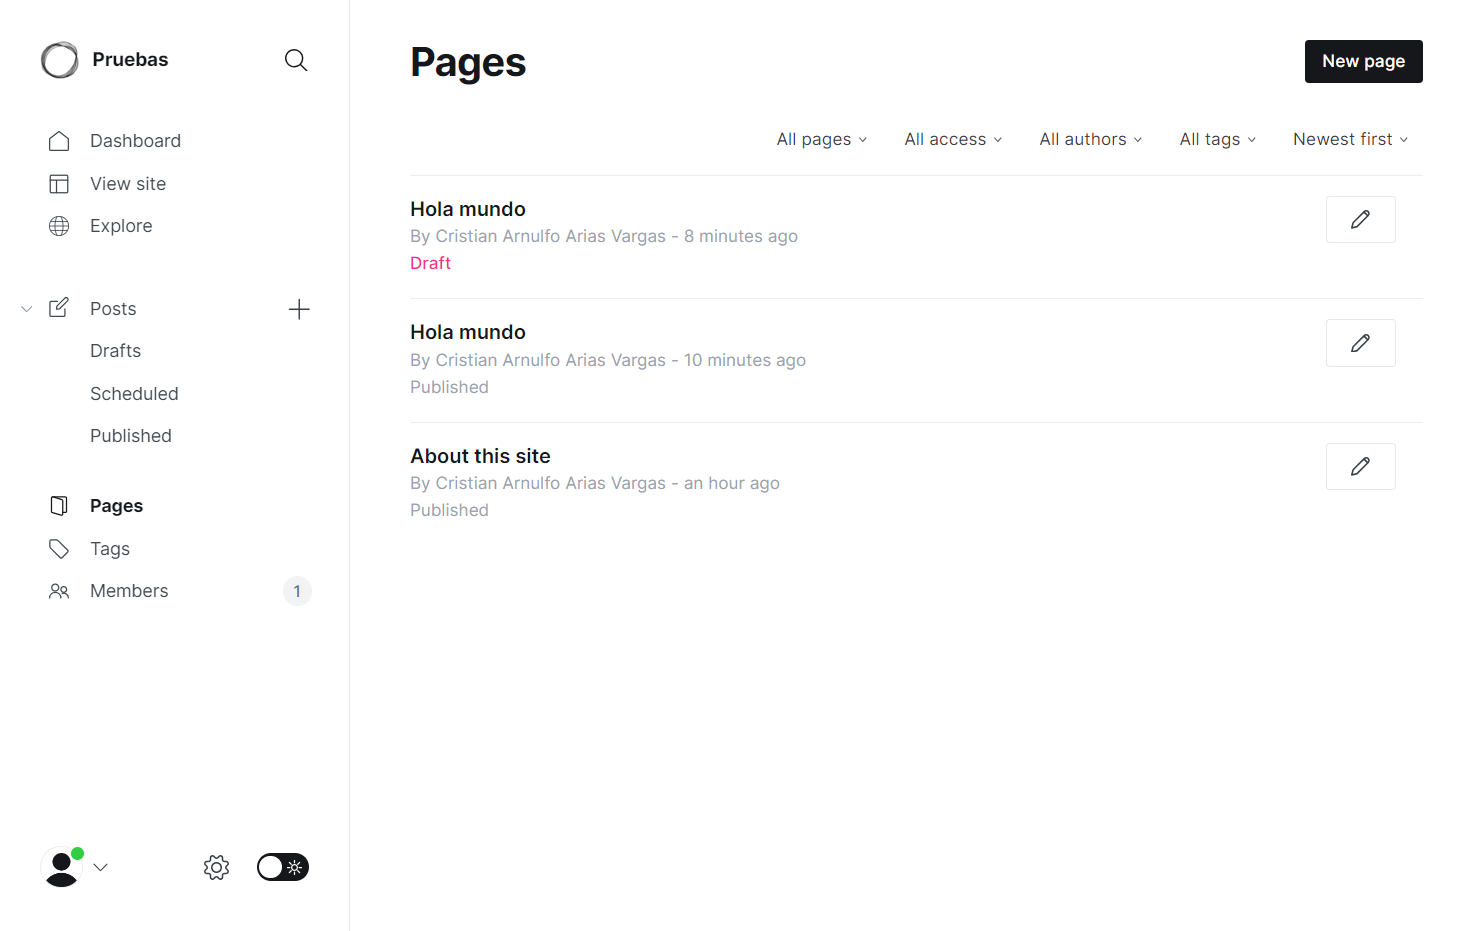 Pruebas
Dashboard
View site
Explore
Posts
Drafts
Scheduled
Published
Pages
Tags
Members 1
Pages
New page
All pages All access All authors All tags Newest first
Hola mundo
By Cristian Arnulfo Arias Vargas - 8 minutes ago
Draft
Hola mundo
By Cristian Arnulfo Arias Vargas - 10 minutes ago
Published
About this site
By Cristian Arnulfo Arias Vargas - an hour ago
Published